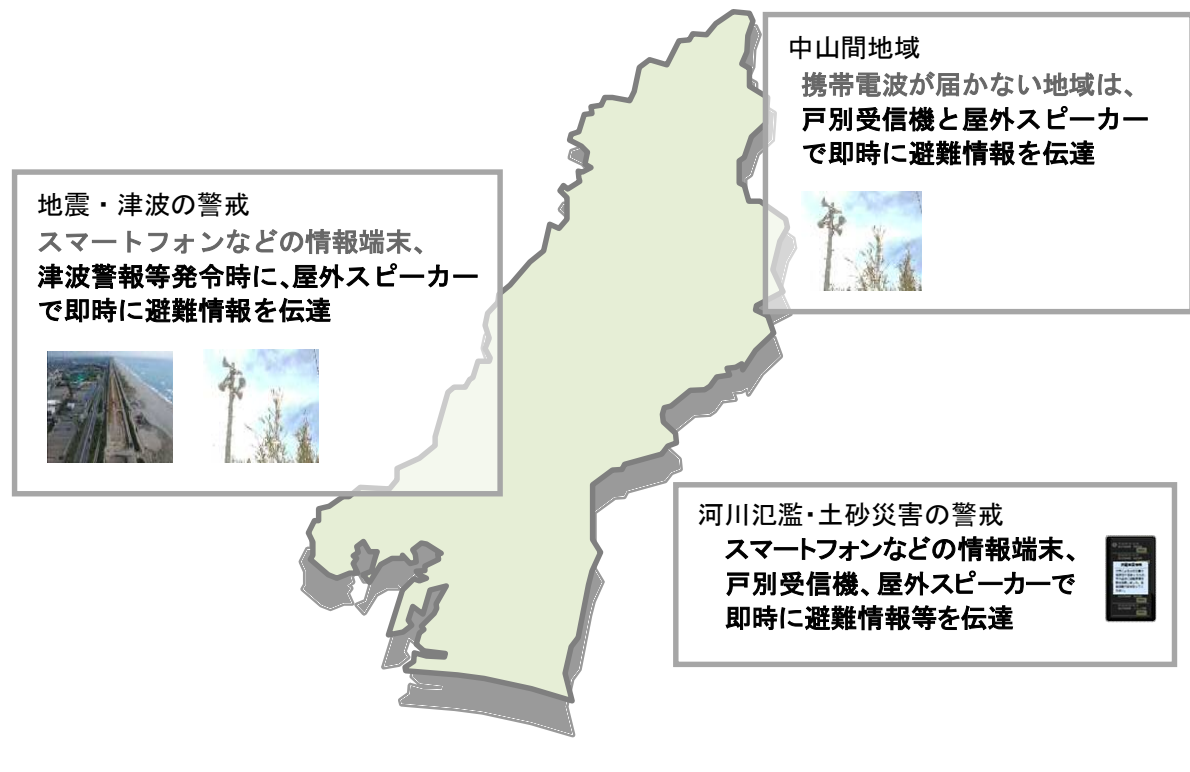 中山間地域
携帯電波が届かない地域は、
戸別受信機と屋外スピーカー
で即時に避難情報を伝達
地震・津波の警戒
スマートフォンなどの情報端末、
津波警報等発令時に、屋外スピーカー
で即時に避難情報を伝達
河川氾濫・土砂災害の警戒
スマートフォンなどの情報端末、
戸別受信機、屋外スピーカーで
即時に避難情報等を伝達